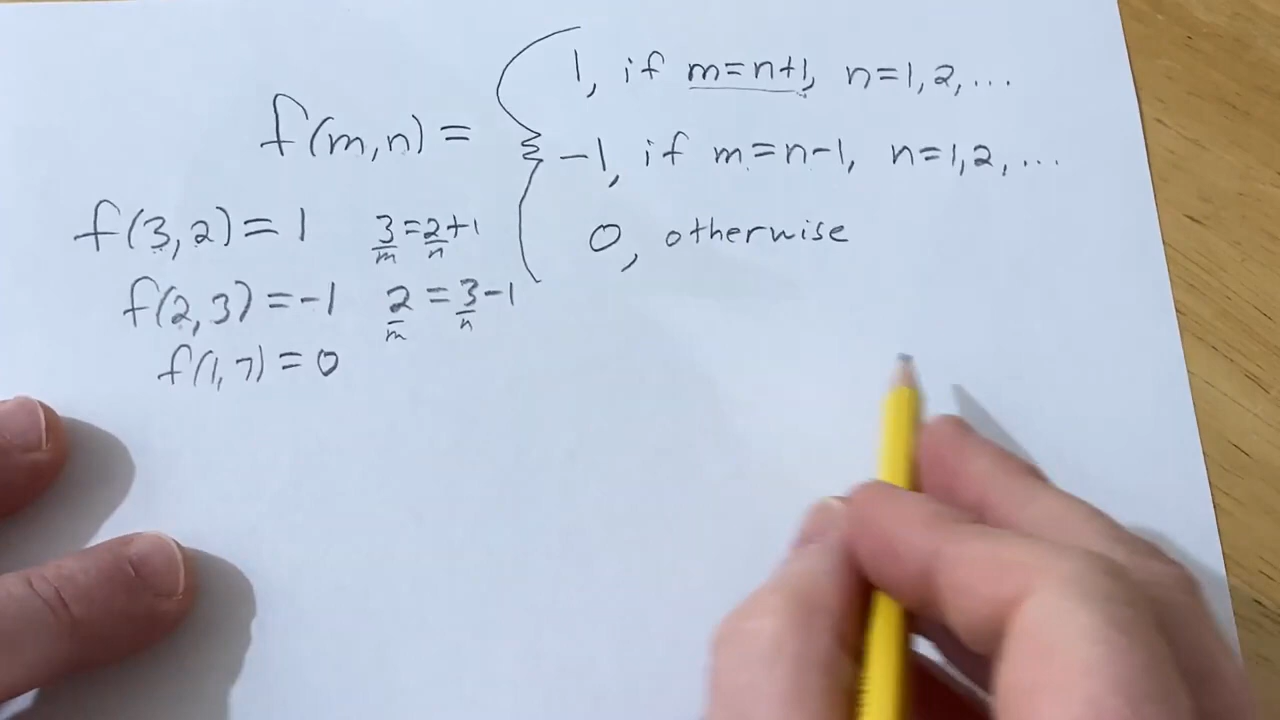 f(m,n) = { 1, if m=n+1, n=1,2,...
-1, if m=n-1, n=1,2,...
0, otherwise
f(3,2)=1 3=2+1
m n
f(2,3)=-1 2=3-1
m n
f(1,7)=0